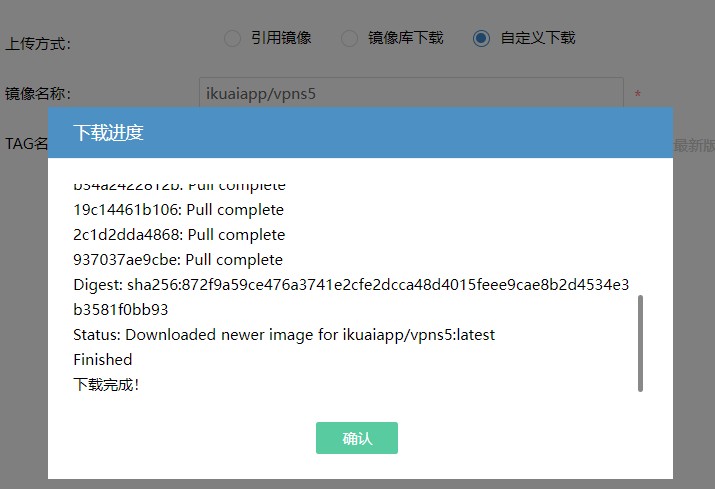 上传方式：
引用镜像
镜像库下载
自定义下载
镜像名称：
ikuaiapp/vpns5
*
下载进度
TAG名
最新版
b34a2422812b: Pull complete
19c14461b106: Pull complete
2c1d2dda4868: Pull complete
937037ae9cbe: Pull complete
Digest: sha256:872f9a59ce476a3741e2cfe2dcca48d4015feee9cae8b2d4534e3
b3581f0bb93
Status: Downloaded newer image for ikuaiapp/vpns5:latest
Finished
下载完成！
确认